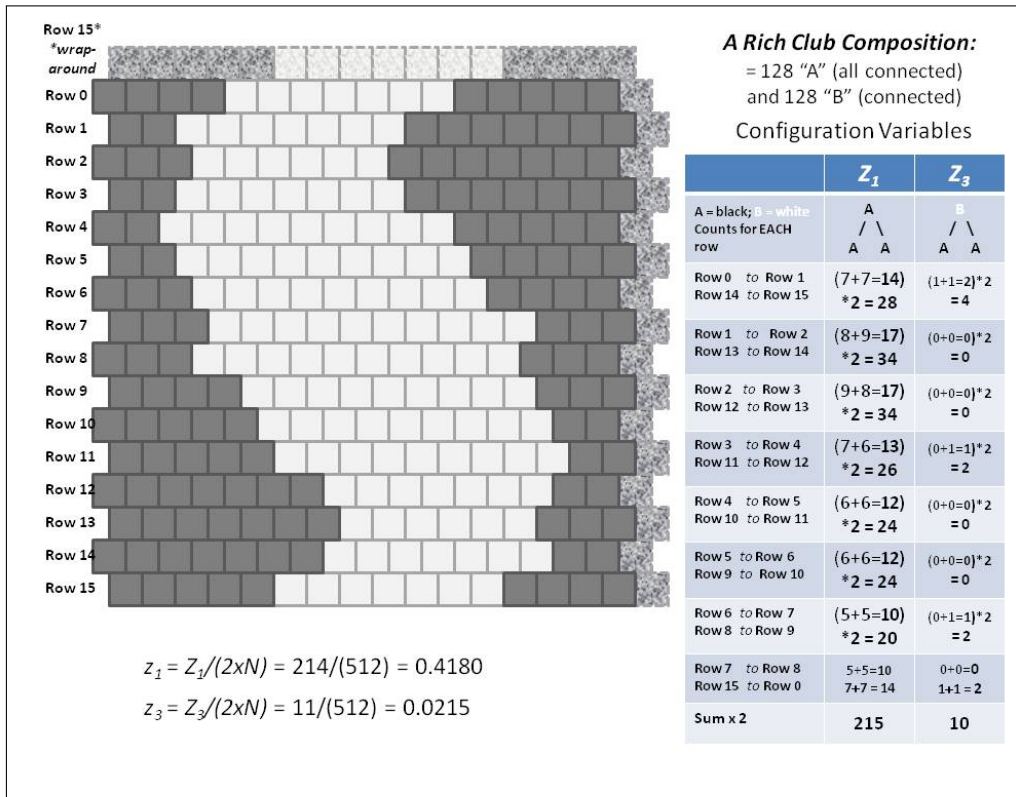 Row 15*
*wrap-
around
Row 0
Row 1
Row 2
Row 3
Row 4
Row 5
Row 6
Row 7
Row 8
Row 9
Row 10
Row 11
Row 12
Row 13
Row 14
Row 15
z1 = Z1/(2xN) = 214/(512) = 0.4180
z3 = Z3/(2xN) = 11/(512) = 0.0215
A Rich Club Composition:
= 128 “A” (all connected)
and 128 “B” (connected)
Configuration Variables
Z1 Z3
A = black; B = white
Counts for EACH
row
A
/ \
A A
B
/ \
A A
Row 0 to Row 1
Row 14 to Row 15
(7+7=14)
*2 = 28
(1+1=2)*2
= 4
Row 1 to Row 2
Row 13 to Row 14
(8+9=17)
*2 = 34
(0+0=0)*2
= 0
Row 2 to Row 3
Row 12 to Row 13
(9+8=17)
*2 = 34
(0+0=0)*2
= 0
Row 3 to Row 4
Row 11 to Row 12
(7+6=13)
*2 = 26
(0+1=1)*2
= 2
Row 4 to Row 5
Row 10 to Row 11
(6+6=12)
*2 = 24
(0+0=0)*2
= 0
Row 5 to Row 6
Row 9 to Row 10
(6+6=12)
*2 = 24
(0+0=0)*2
= 0
Row 6 to Row 7
Row 8 to Row 9
(5+5=10)
*2 = 20
(0+1=1)*2
= 2
Row 7 to Row 8
Row 15 to Row 0
5+5=10
7+7 = 14
0+0=0
1+1 = 2
Sum x 2 215 10